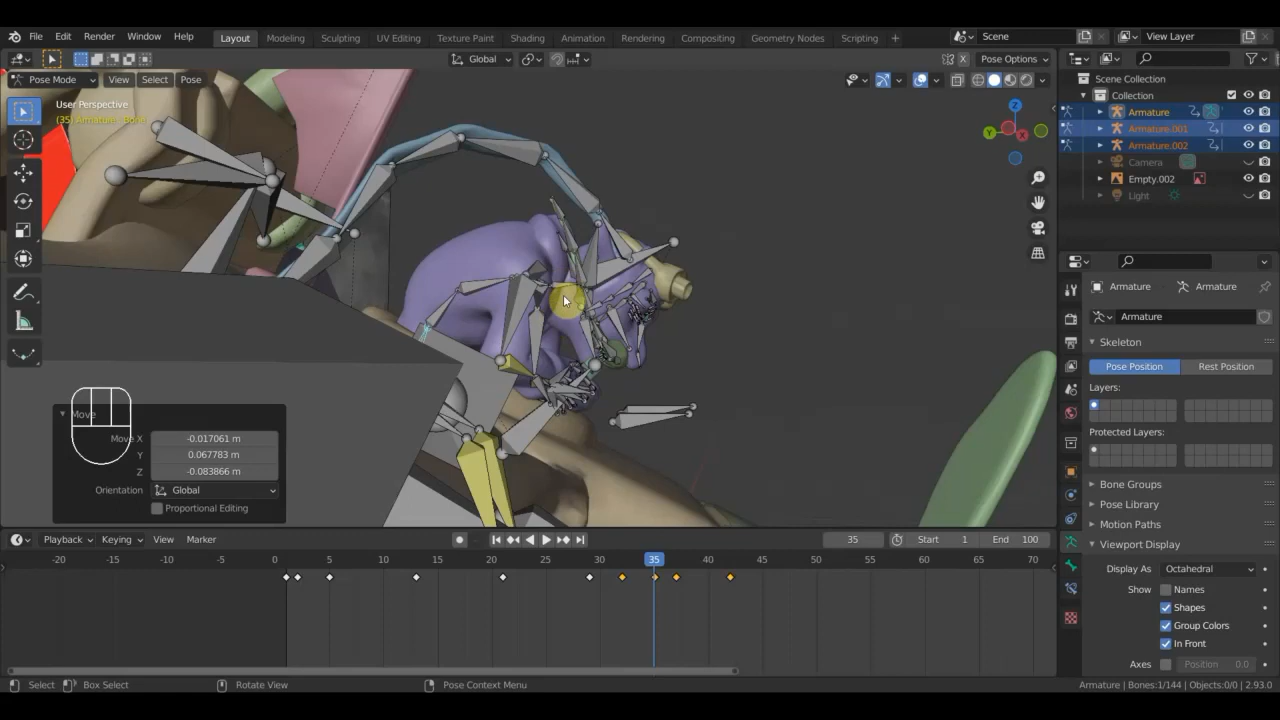 File Edit Render Window Help Layout Modeling Sculpting UV Editing Texture Paint Shading Animation Rendering Compositing Geometry Nodes Scripting + Scene View Layer
Global Pose Options
Pose Mode View Select Pose
User Perspective
(35) Armature : Bone
Scene Collection
Collection
Armature
Armature.001
Armature.002
Camera
Empty.002
Light
Z
Y
X
Armature Armature
Armature
Skeleton
Pose Position Rest Position
Layers:
Protected Layers:
Bone Groups
Pose Library
Motion Paths
Viewport Display
Display As Octahedral
Show Names
Shapes
Group Colors
In Front
Axes Position 0.0
Move
Move X -0.017061 m
Y 0.067783 m
Z -0.083866 m
Orientation Global
Proportional Editing
Playback Keying View Marker 35 Start 1 End 100
-20 -15 -10 -5 0 5 10 15 20 25 30 35 40 45 50 55 60 65 70
Select Box Select Rotate View Pose Context Menu Armature | Bones:1/144 | Objects:0/0 | 2.93.0